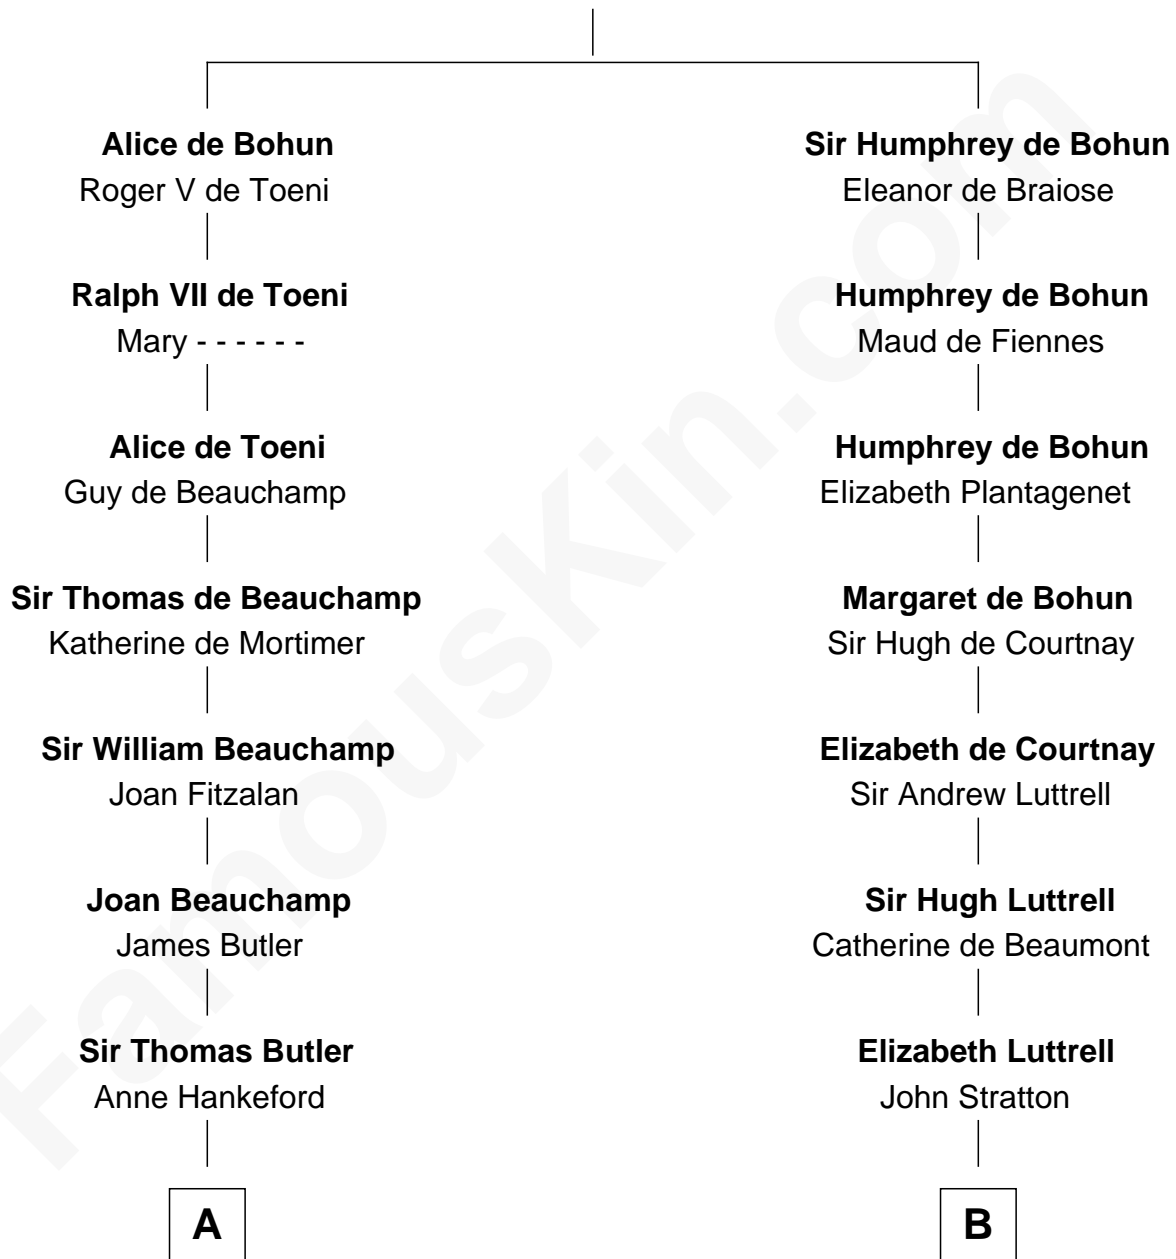 Alice de Bohun
Roger V de Toeni
Ralph VII de Toeni
Mary - - - - - -
Alice de Toeni
Guy de Beauchamp
Sir Thomas de Beauchamp
Katherine de Mortimer
Sir William Beauchamp
Joan Fitzalan
Joan Beauchamp
James Butler
Sir Thomas Butler
Anne Hankeford
A
Sir Humphrey de Bohun
Eleanor de Braiose
Humphrey de Bohun
Maud de Fiennes
Humphrey de Bohun
Elizabeth Plantagenet
Margaret de Bohun
Sir Hugh de Courtnay
Elizabeth de Courtnay
Sir Andrew Luttrell
Sir Hugh Luttrell
Catherine de Beaumont
Elizabeth Luttrell
John Stratton
B
FamousKin.com